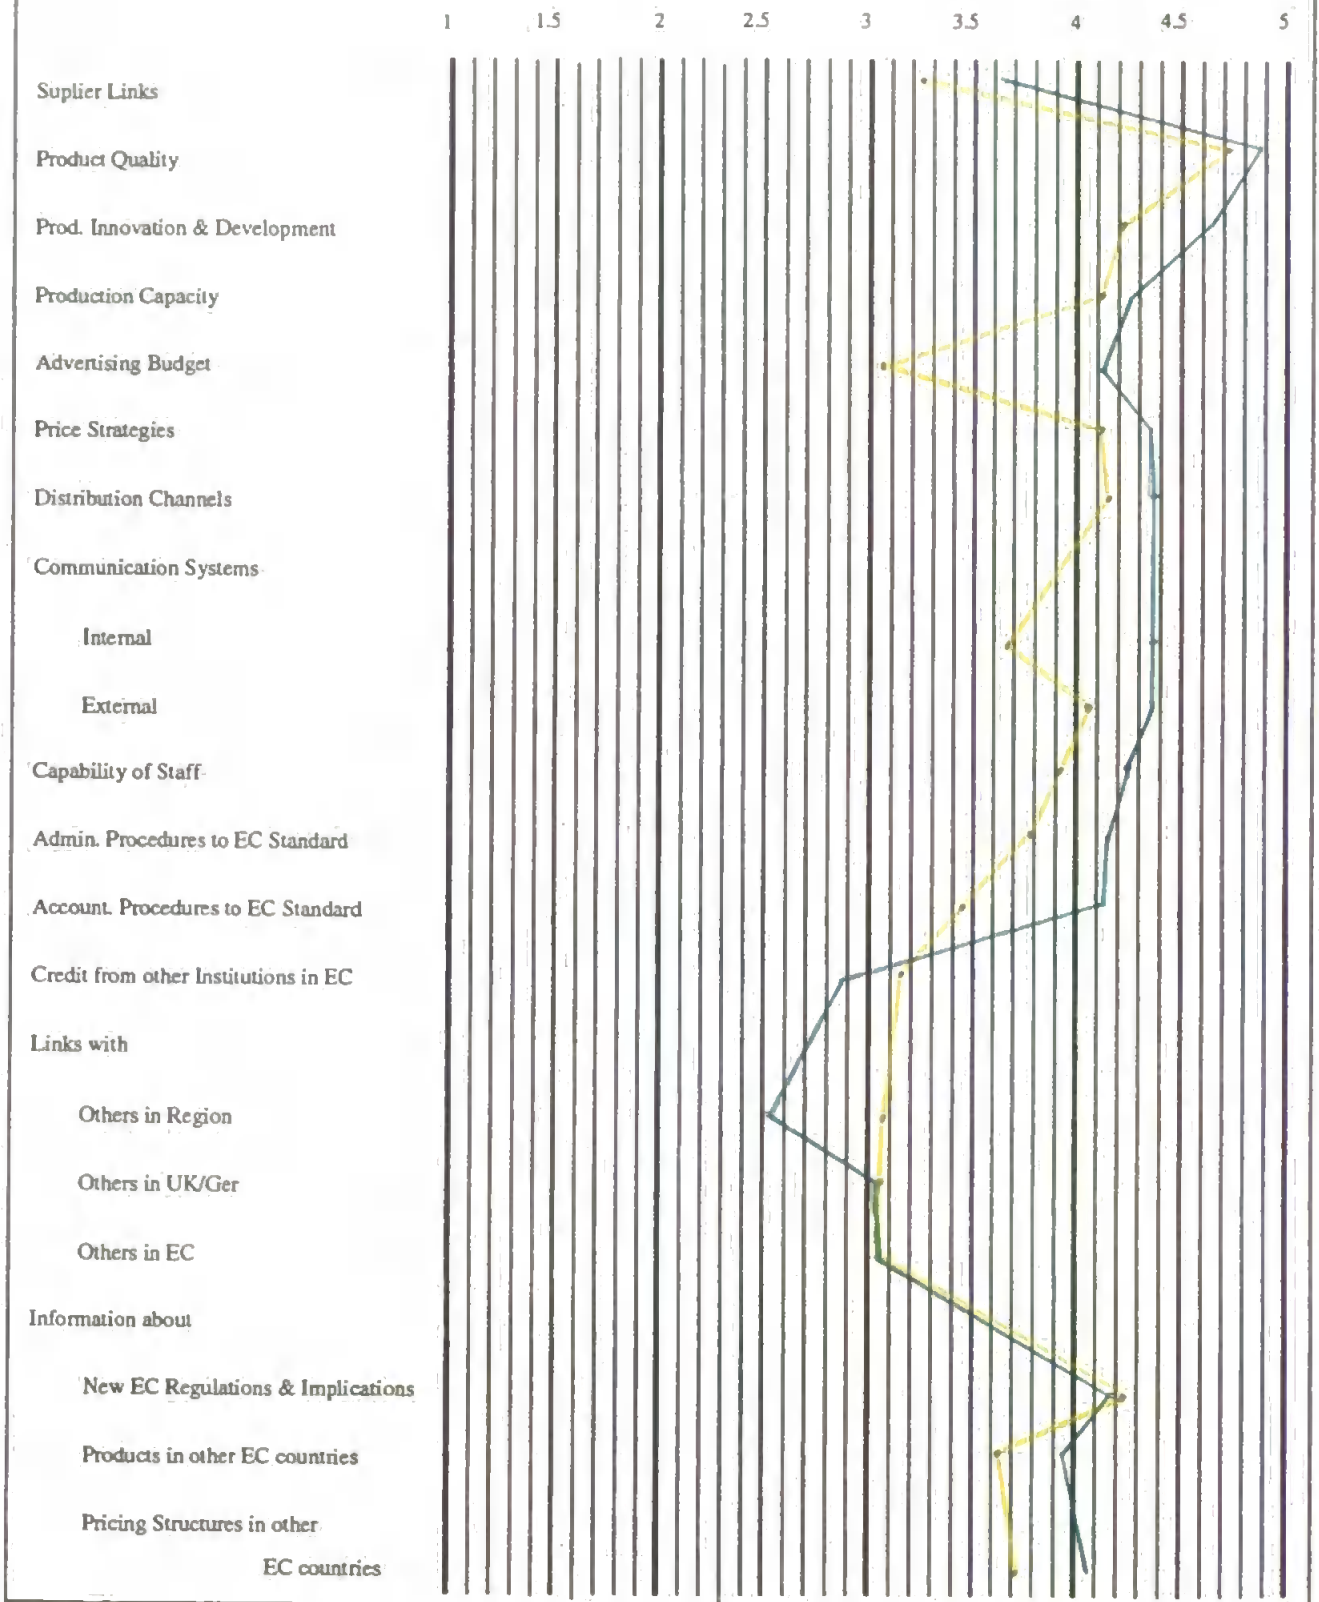 1 1.5 2 2.5 3 3.5 4 4.5 5
Suplier Links
Product Quality
Prod. Innovation & Development
Production Capacity
Advertising Budget
Price Strategies
Distribution Channels
Communication Systems
Internal
External
Capability of Staff
Admin. Procedures to EC Standard
Account. Procedures to EC Standard
Credit from other Institutions in EC
Links with
Others in Region
Others in UK/Ger
Others in EC
Information about
New EC Regulations & Implications
Products in other EC countries
Pricing Structures in other
EC countries